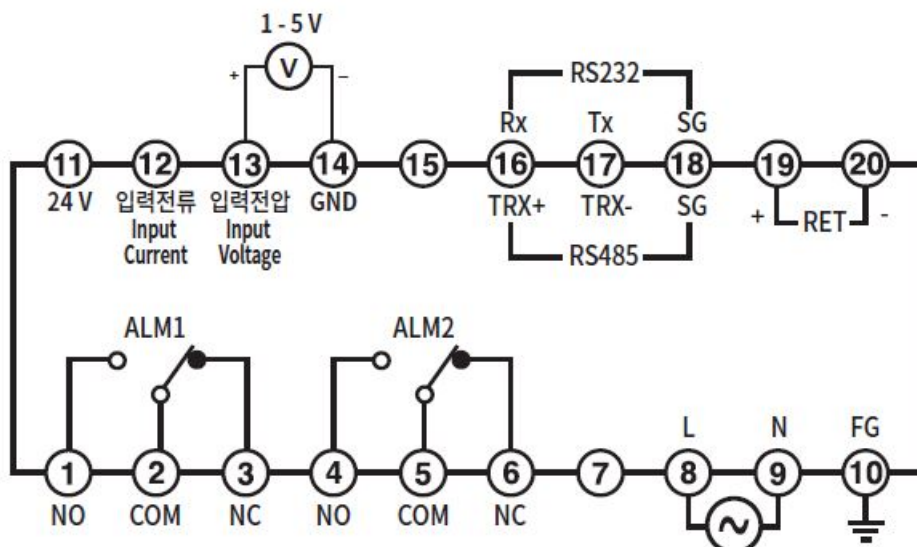 1 - 5 V
+ V −
RS232
Rx Tx SG
11 12 13 14 15 16 17 18 19 20
24 V 입력전류 입력전압 GND TRX+ TRX- SG + RET -
Input Input
Current Voltage
RS485
ALM1 ALM2
L N FG
1 2 3 4 5 6 7 8 9 10
NO COM NC NO COM NC